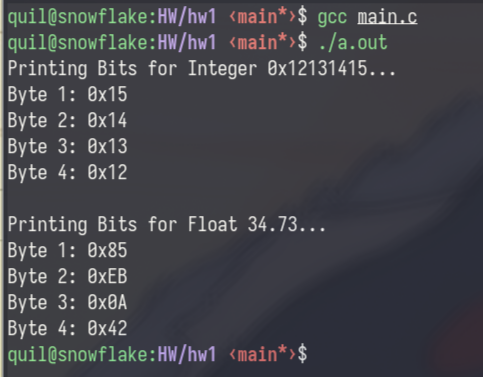 quil@snowflake:HW/hw1 ‹main*›$ gcc main.c
quil@snowflake:HW/hw1 ‹main*›$ ./a.out
Printing Bits for Integer 0x12131415...
Byte 1: 0x15
Byte 2: 0x14
Byte 3: 0x13
Byte 4: 0x12

Printing Bits for Float 34.73...
Byte 1: 0x85
Byte 2: 0xEB
Byte 3: 0x0A
Byte 4: 0x42
quil@snowflake:HW/hw1 ‹main*›$